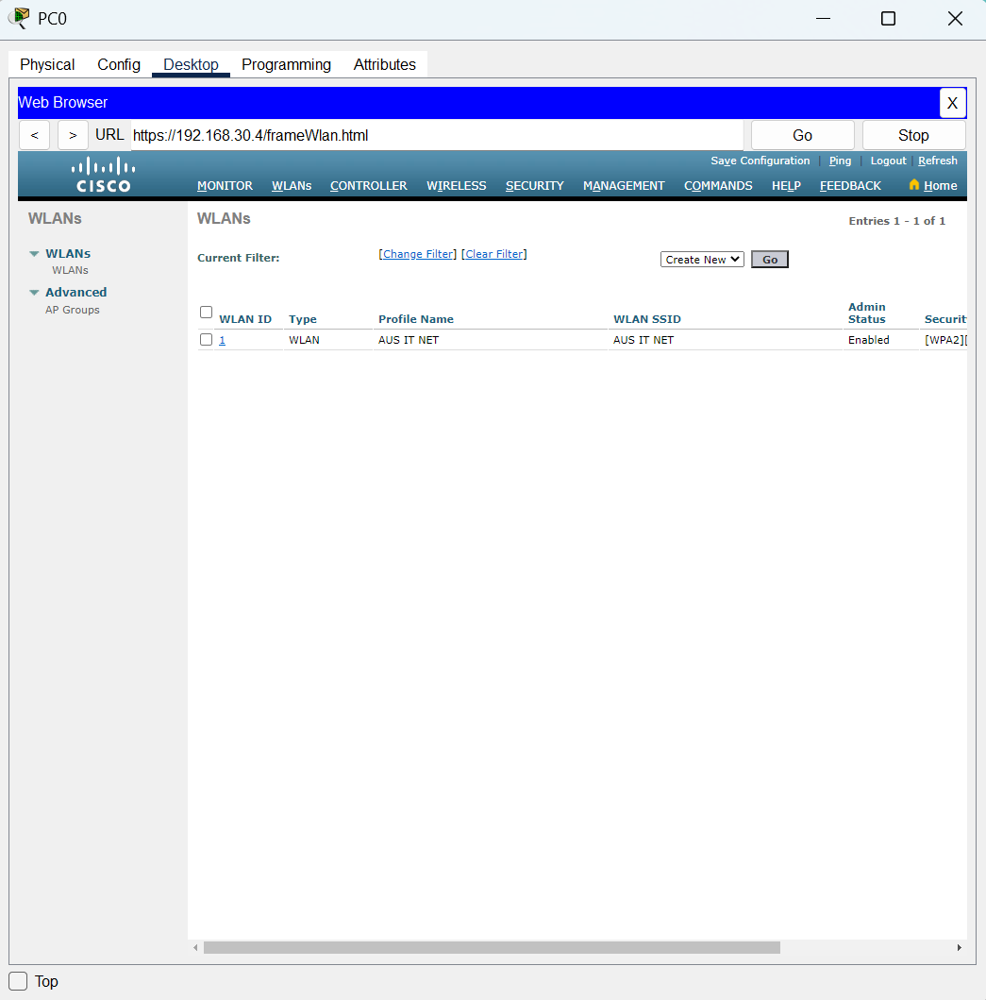 PC0
Physical Config Desktop Programming Attributes
Web Browser X
< > URL https://192.168.30.4/frameWlan.html Go Stop
Save Configuration | Ping | Logout | Refresh
CISCO
MONITOR WLANs CONTROLLER WIRELESS SECURITY MANAGEMENT COMMANDS HELP FEEDBACK Home
WLANs
WLANs
WLANs
Advanced
AP Groups
WLANs
Entries 1 - 1 of 1
Current Filter: [Change Filter] [Clear Filter] Create New Go
WLAN ID Type Profile Name WLAN SSID Admin Status Securit
1 WLAN AUS IT NET AUS IT NET Enabled [WPA2][
Top